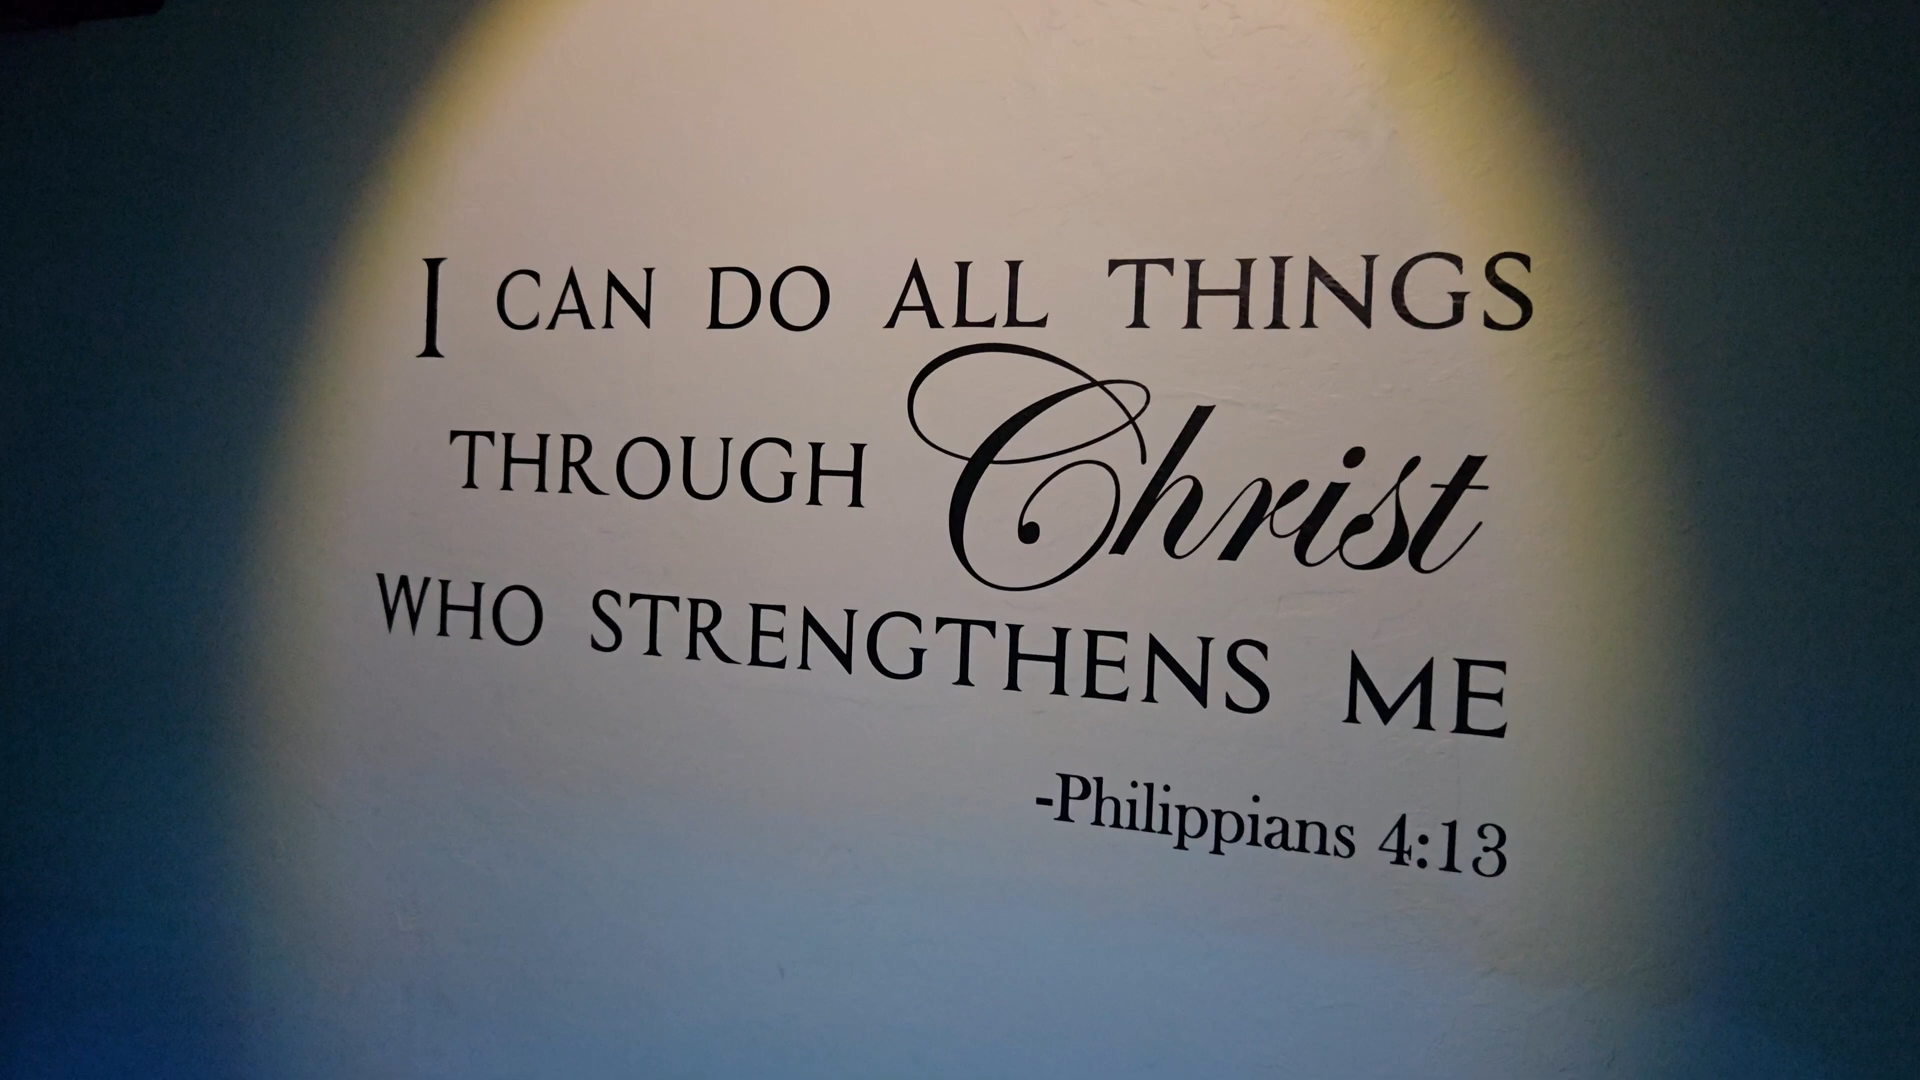 I CAN DO ALL THINGS
THROUGH Christ
WHO STRENGTHENS ME
-Philippians 4:13